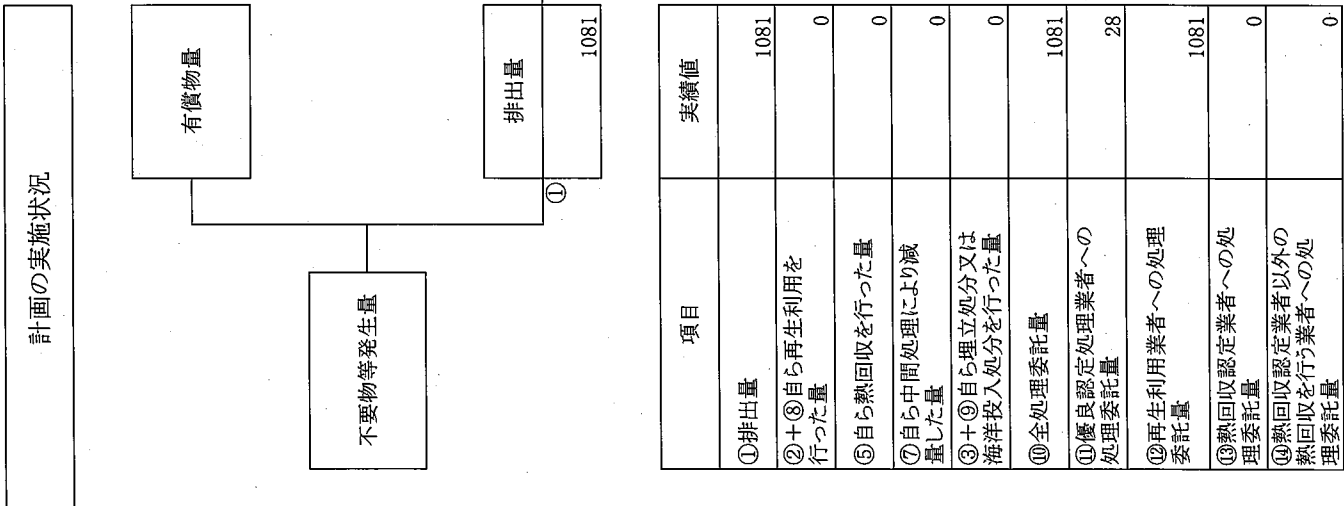 計画の実施状況
有償物量
不要物等発生量
排出量
1081
①
項目
実績値
①排出量
1081
②+⑧自ら再生利用を
行った量
0
⑤自ら熱回収を行った量
0
⑦自ら中間処理により減
量した量
0
③+⑨自ら埋立処分又は
海洋投入処分を行った量
0
⑩全処理委託量
1081
⑪優良認定処理業者への
処理委託量
28
⑫再生利用業者への処理
委託量
1081
⑬熱回収認定業者への処
理委託量
0
⑭熱回収認定業者以外の
熱回収を行う業者への処
理委託量
0